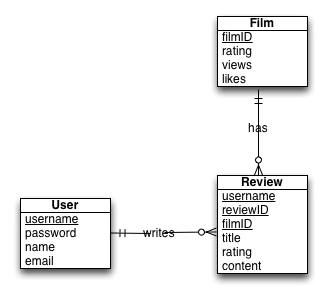 Film
filmID
rating
views
likes
has
Review
username
reviewID
filmID
title
rating
content
User
username
password
name
email
writes